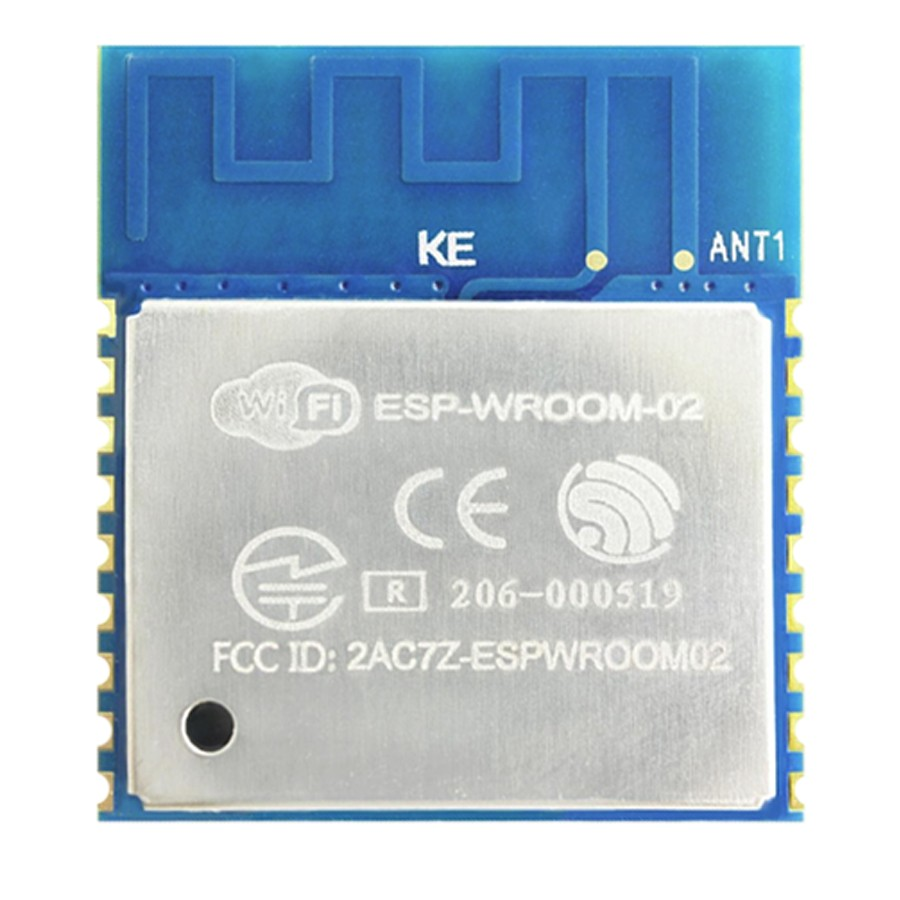 KE
ANT1
WiFi ESP-WROOM-02
CE
R 206-000519
FCC ID: 2AC7Z-ESPWROOM02